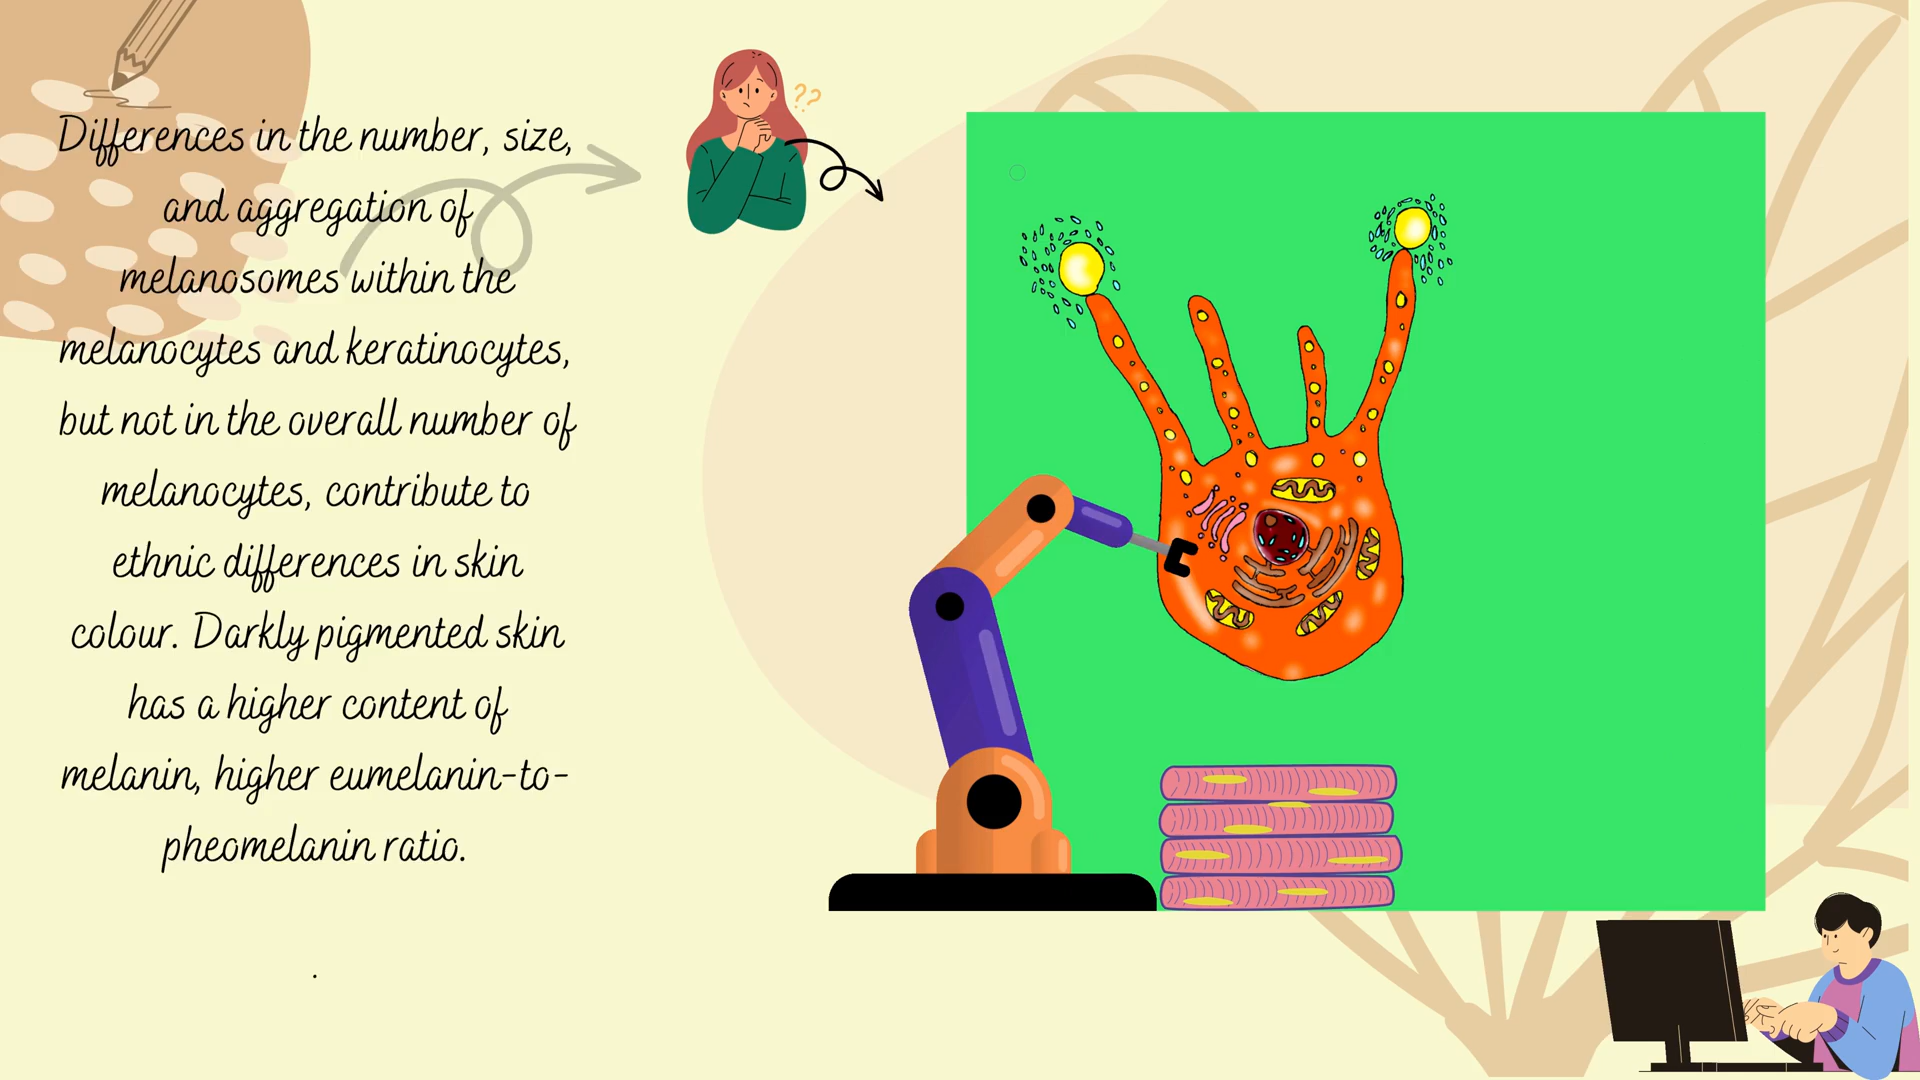 Differences in the number, size,
and aggregation of
melanosomes within the
melanocytes and keratinocytes,
but not in the overall number of
melanocytes, contribute to
ethnic differences in skin
colour. Darkly pigmented skin
has a higher content of
melanin, higher eumelanin-to-
pheomelanin ratio.
.
??